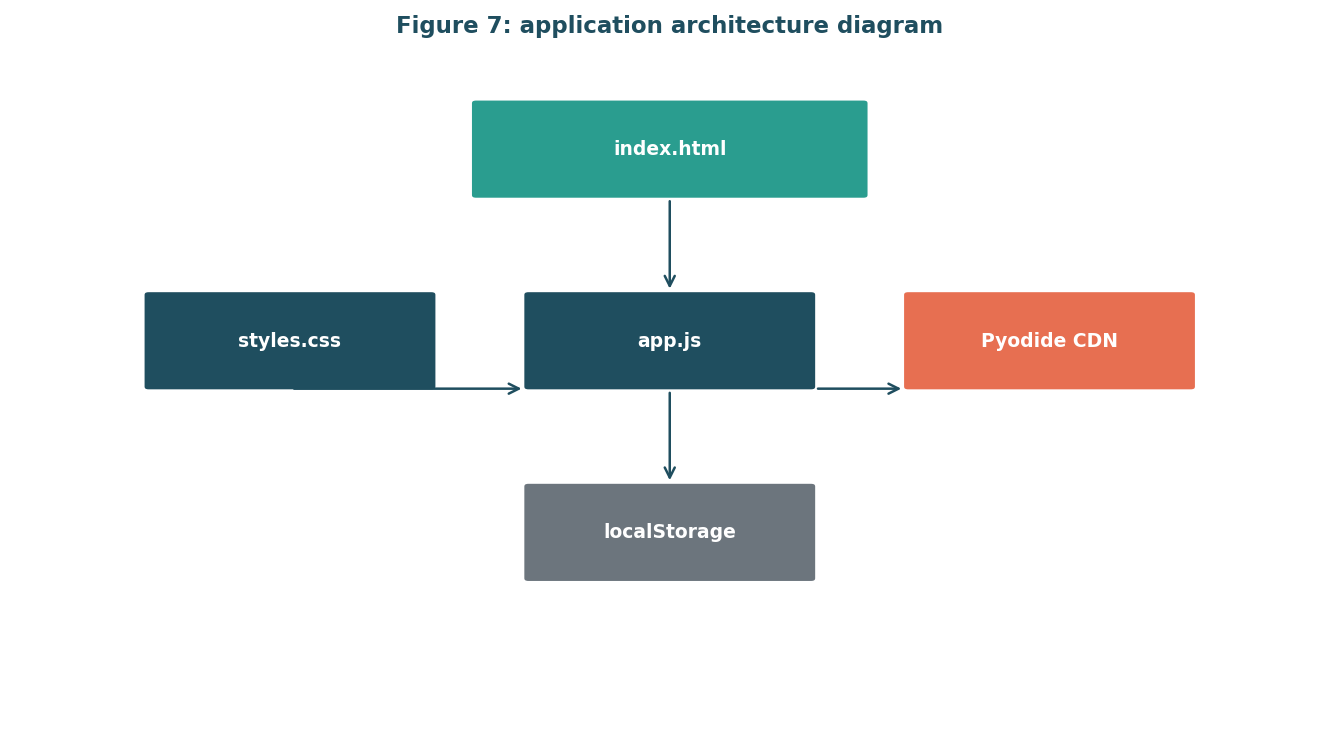 Figure 7: application architecture diagram
index.html
styles.css
app.js
Pyodide CDN
localStorage